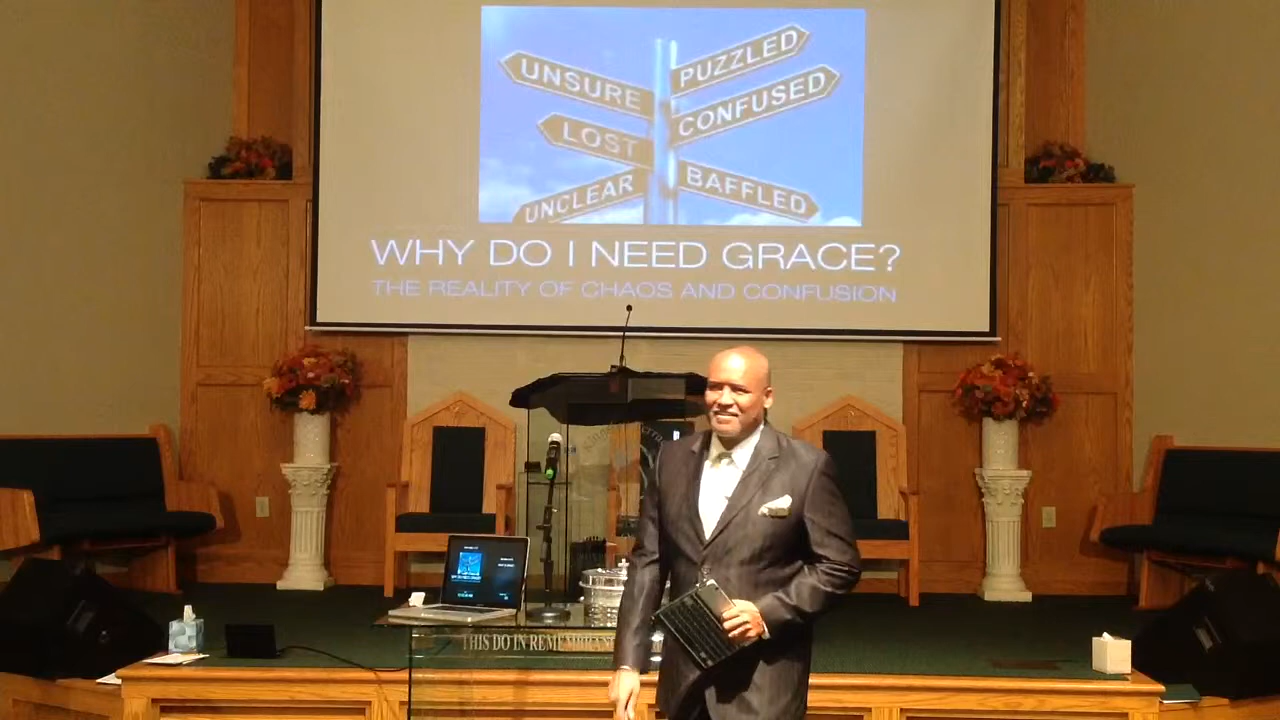 UNSURE
PUZZLED
CONFUSED
LOST
UNCLEAR
BAFFLED
WHY DO I NEED GRACE?
THE REALITY OF CHAOS AND CONFUSION
THIS DO IN